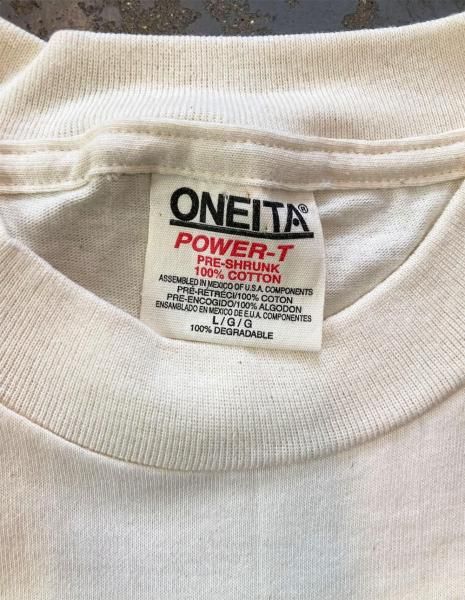 ONEITA®
POWER-T
PRE-SHRUNK
100% COTTON
ASSEMBLED IN MEXICO OF U.S.A. COMPONENTS
PRÉ-RÉTRÉCI/100% COTON
PRE-ENCOGIDO/100% ALGODON
ENSAMBLADO EN MEXICO DE E.U.A. COMPONENTES
L/G/G
100% DEGRADABLE